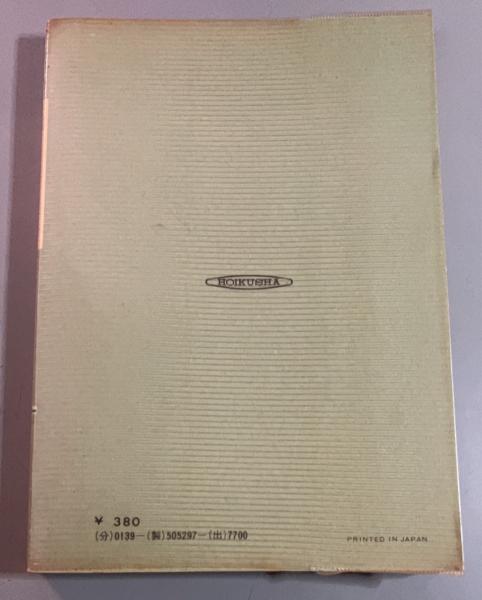 HOIKUSHA
¥ 380
(分)0139—(製)505297—(出)7700
PRINTED IN JAPAN